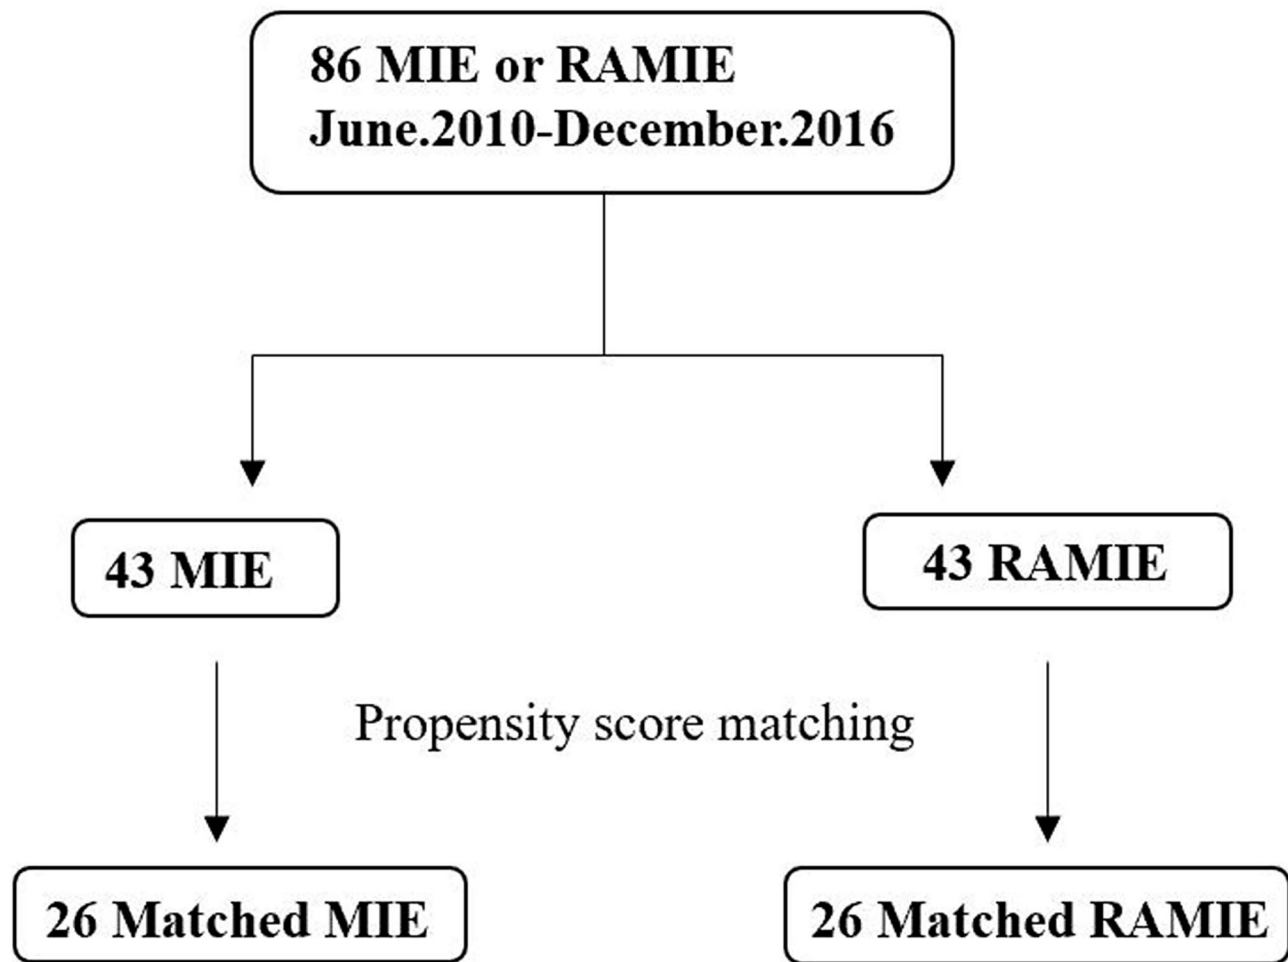 86 MIE or RAMIE
June.2010-December.2016
43 MIE
43 RAMIE
Propensity score matching
26 Matched MIE
26 Matched RAMIE